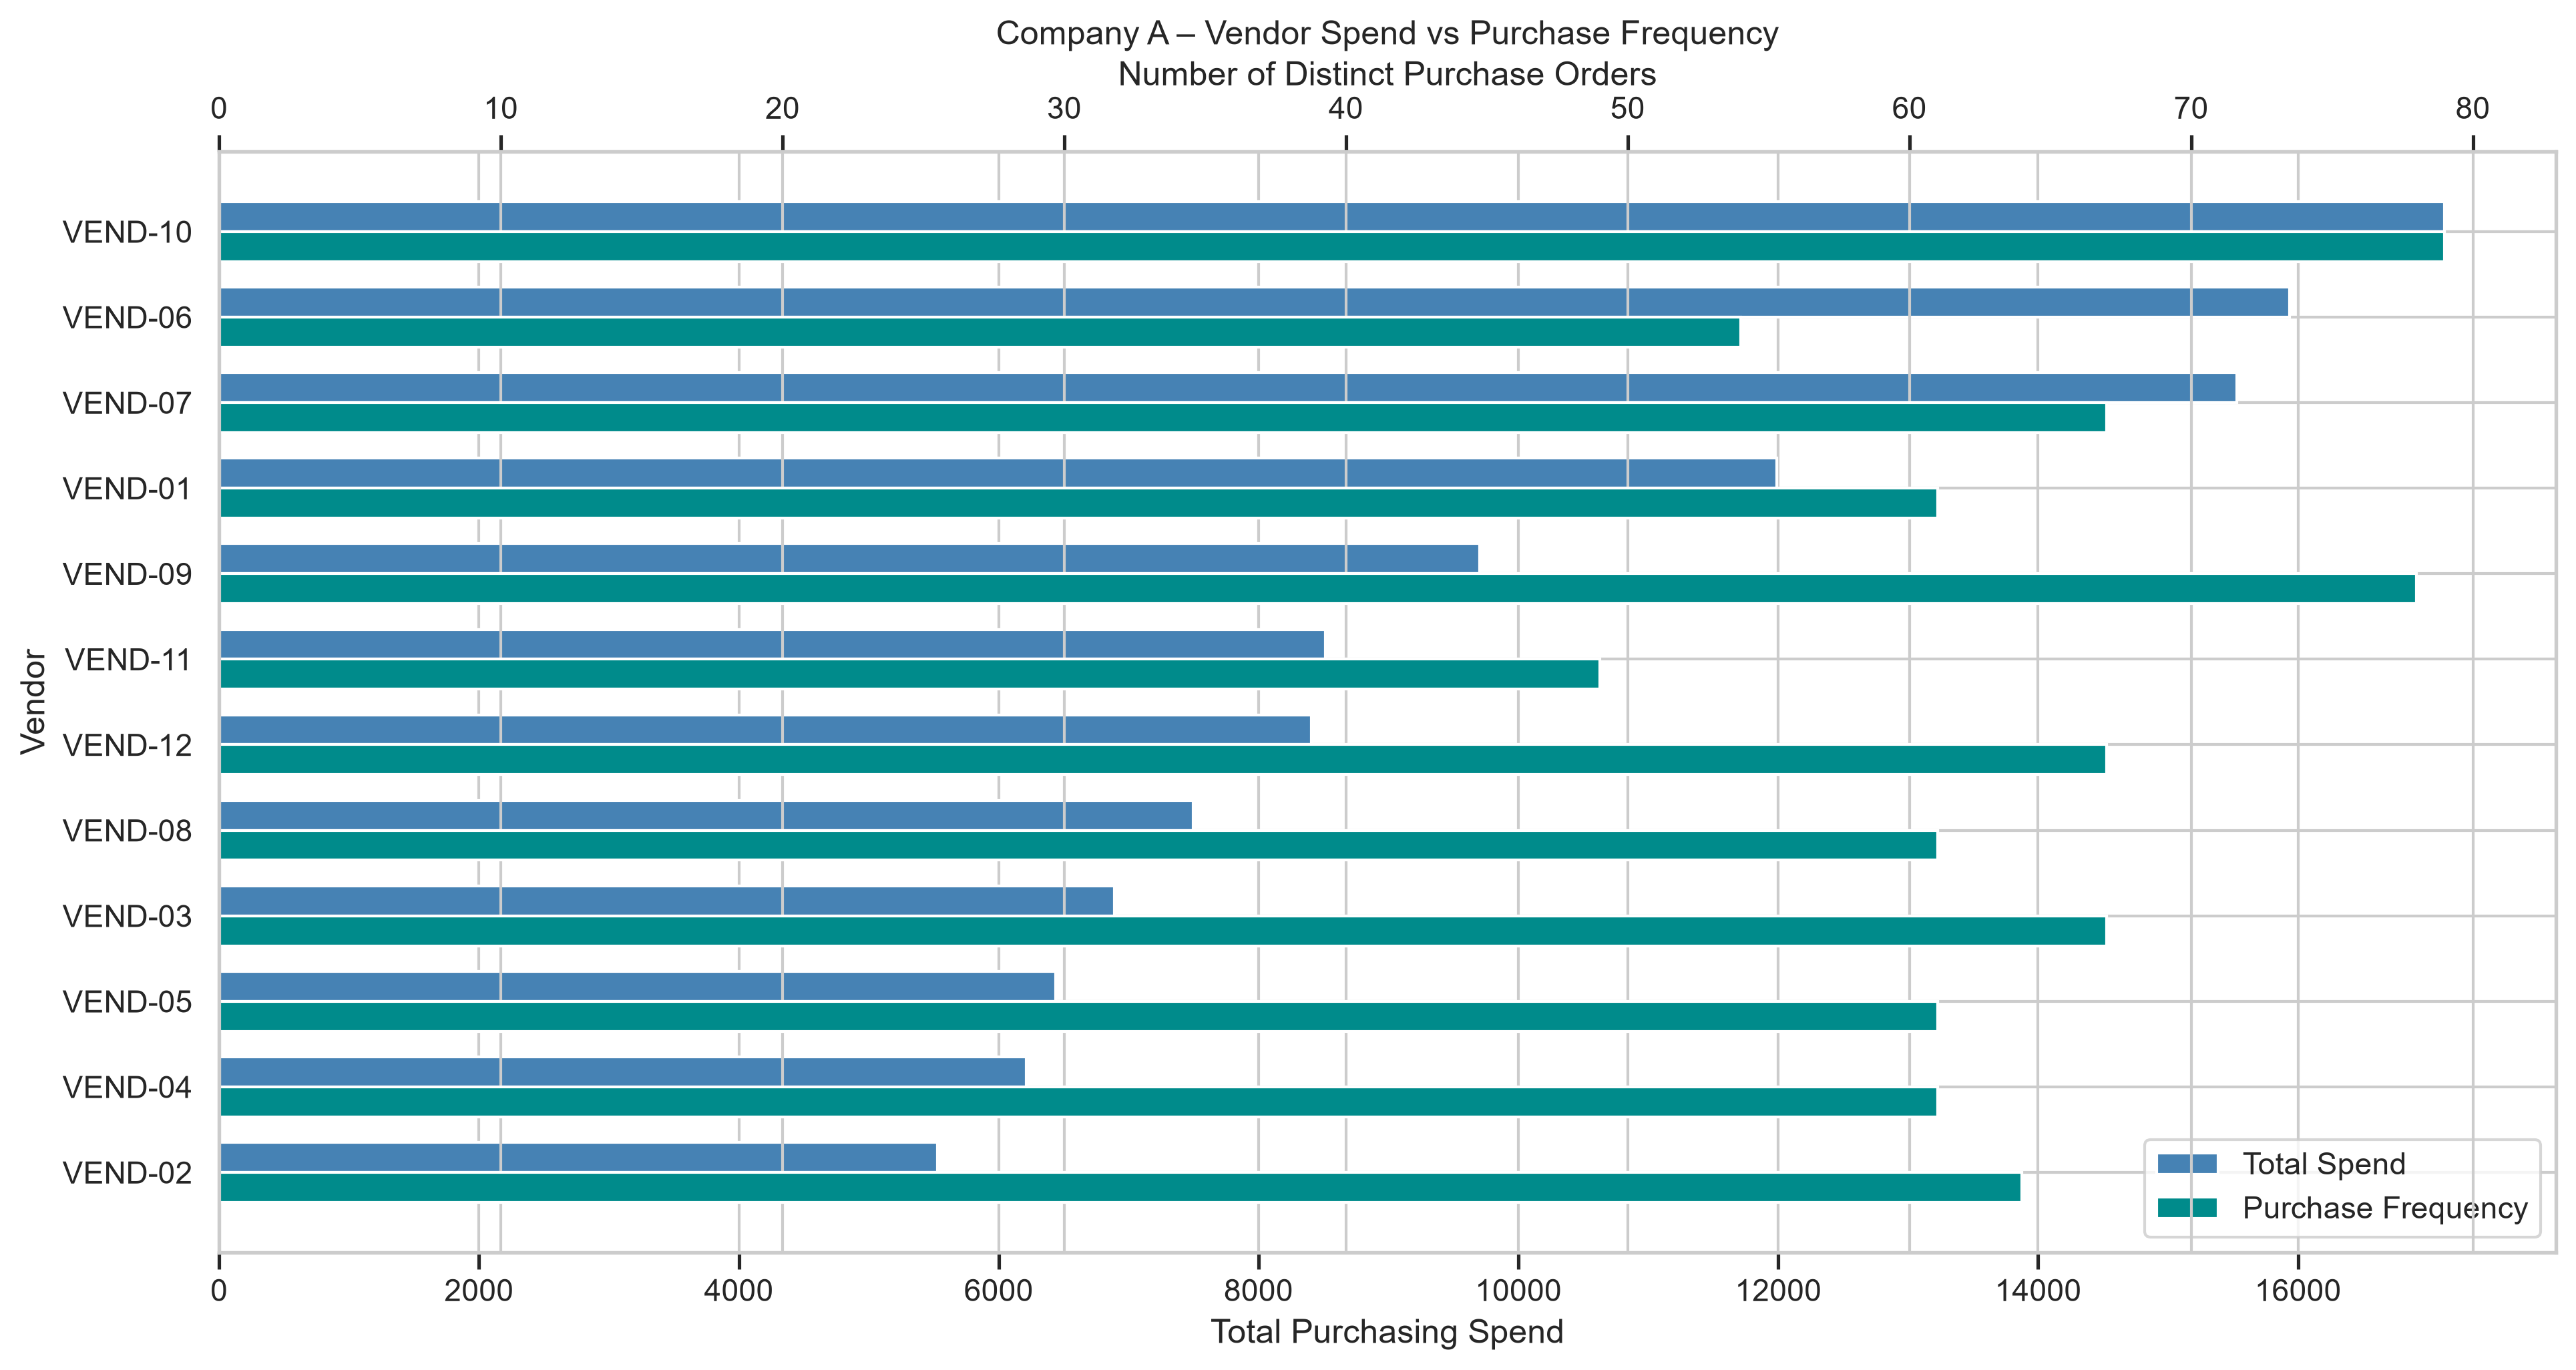 Company A – Vendor Spend vs Purchase Frequency
Number of Distinct Purchase Orders
0 10 20 30 40 50 60 70 80
VEND-10
VEND-06
VEND-07
VEND-01
VEND-09
VEND-11
VEND-12
VEND-08
VEND-03
VEND-05
VEND-04
VEND-02
Vendor
Total Spend
Purchase Frequency
0 2000 4000 6000 8000 10000 12000 14000 16000
Total Purchasing Spend